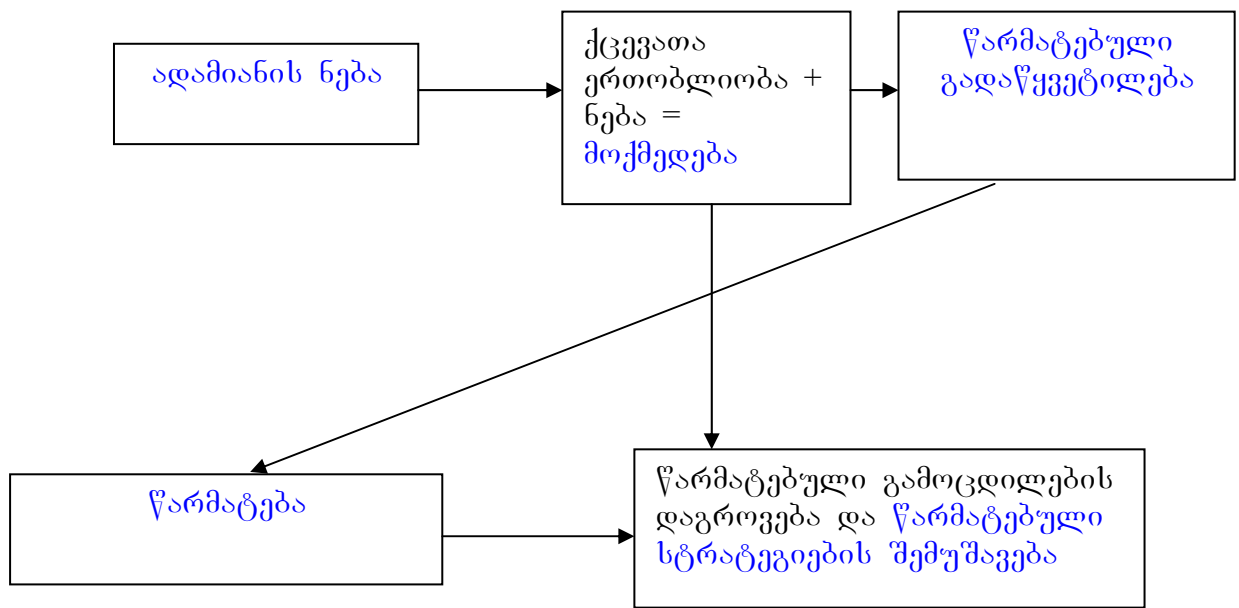 ადამიანის ნება
ქცევათა
ერთობლიობა +
ნება =
მოქმედება
წარმატებული
გადაწყვეტილება
წარმატება
წარმატებული გამოცდილების
დაგროვება და წარმატებული
სტრატეგიების შემუშავება